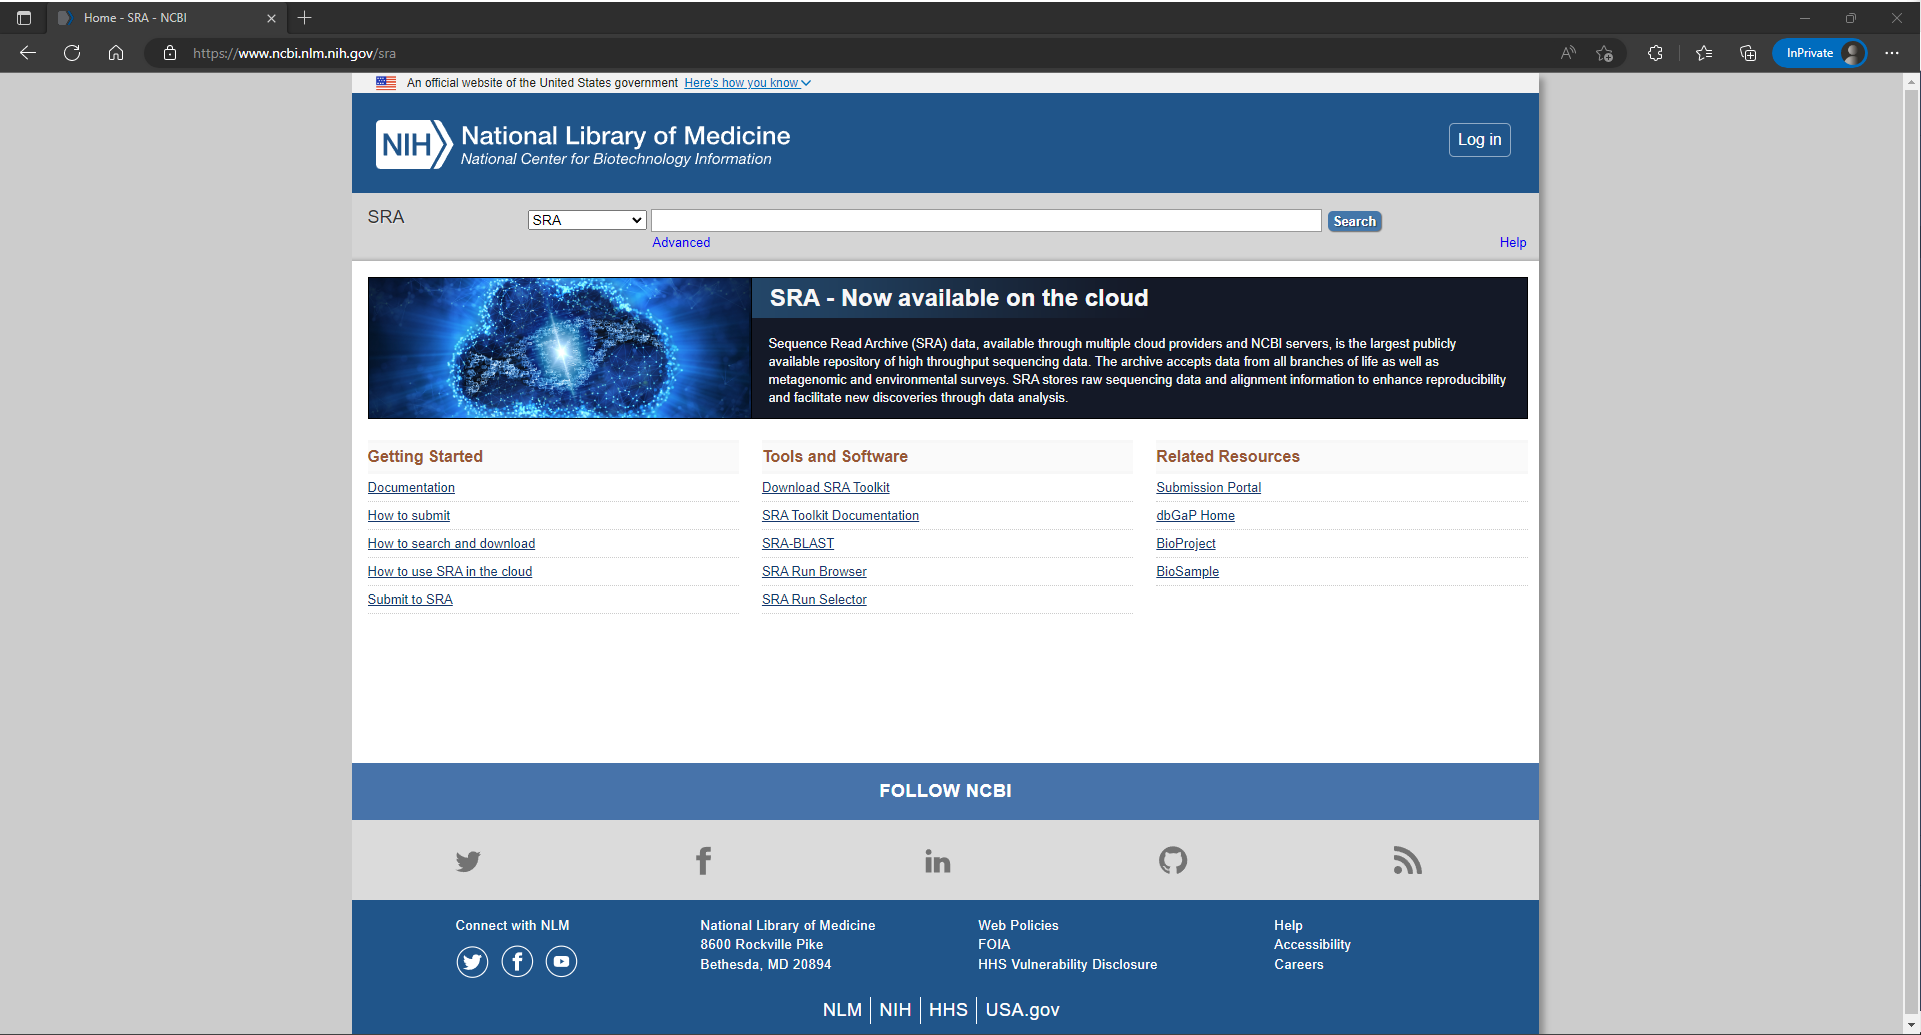 Home - SRA - NCBI
https://www.ncbi.nlm.nih.gov/sra
InPrivate
An official website of the United States government Here's how you know
NIH National Library of Medicine
National Center for Biotechnology Information
Log in
SRA
SRA
Search
Advanced
Help
SRA - Now available on the cloud
Sequence Read Archive (SRA) data, available through multiple cloud providers and NCBI servers, is the largest publicly
available repository of high throughput sequencing data. The archive accepts data from all branches of life as well as
metagenomic and environmental surveys. SRA stores raw sequencing data and alignment information to enhance reproducibility
and facilitate new discoveries through data analysis.
Getting Started
Documentation
How to submit
How to search and download
How to use SRA in the cloud
Submit to SRA
Tools and Software
Download SRA Toolkit
SRA Toolkit Documentation
SRA-BLAST
SRA Run Browser
SRA Run Selector
Related Resources
Submission Portal
dbGaP Home
BioProject
BioSample
FOLLOW NCBI
Connect with NLM
National Library of Medicine
8600 Rockville Pike
Bethesda, MD 20894
Web Policies
FOIA
HHS Vulnerability Disclosure
Help
Accessibility
Careers
NLM NIH HHS USA.gov